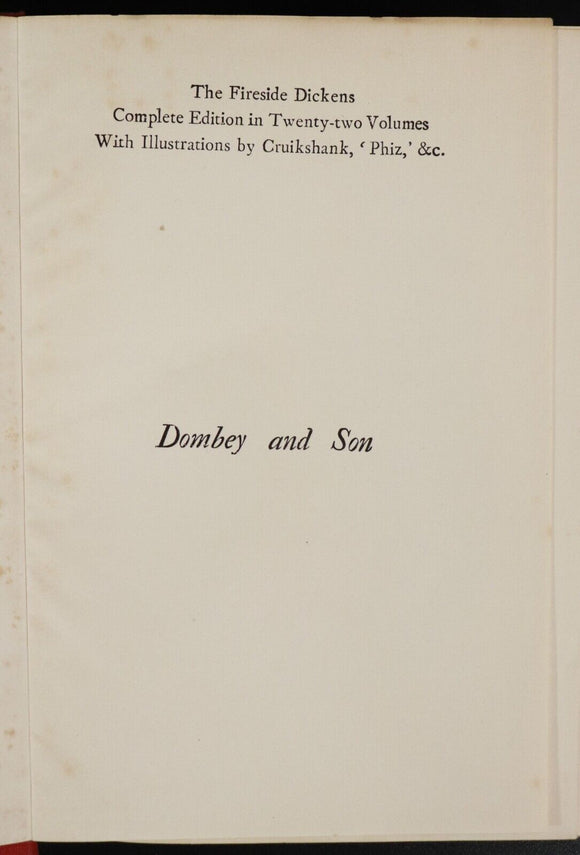 The Fireside Dickens
Complete Edition in Twenty-two Volumes
With Illustrations by Cruikshank, ‘ Phiz,’ &c.
Dombey and Son